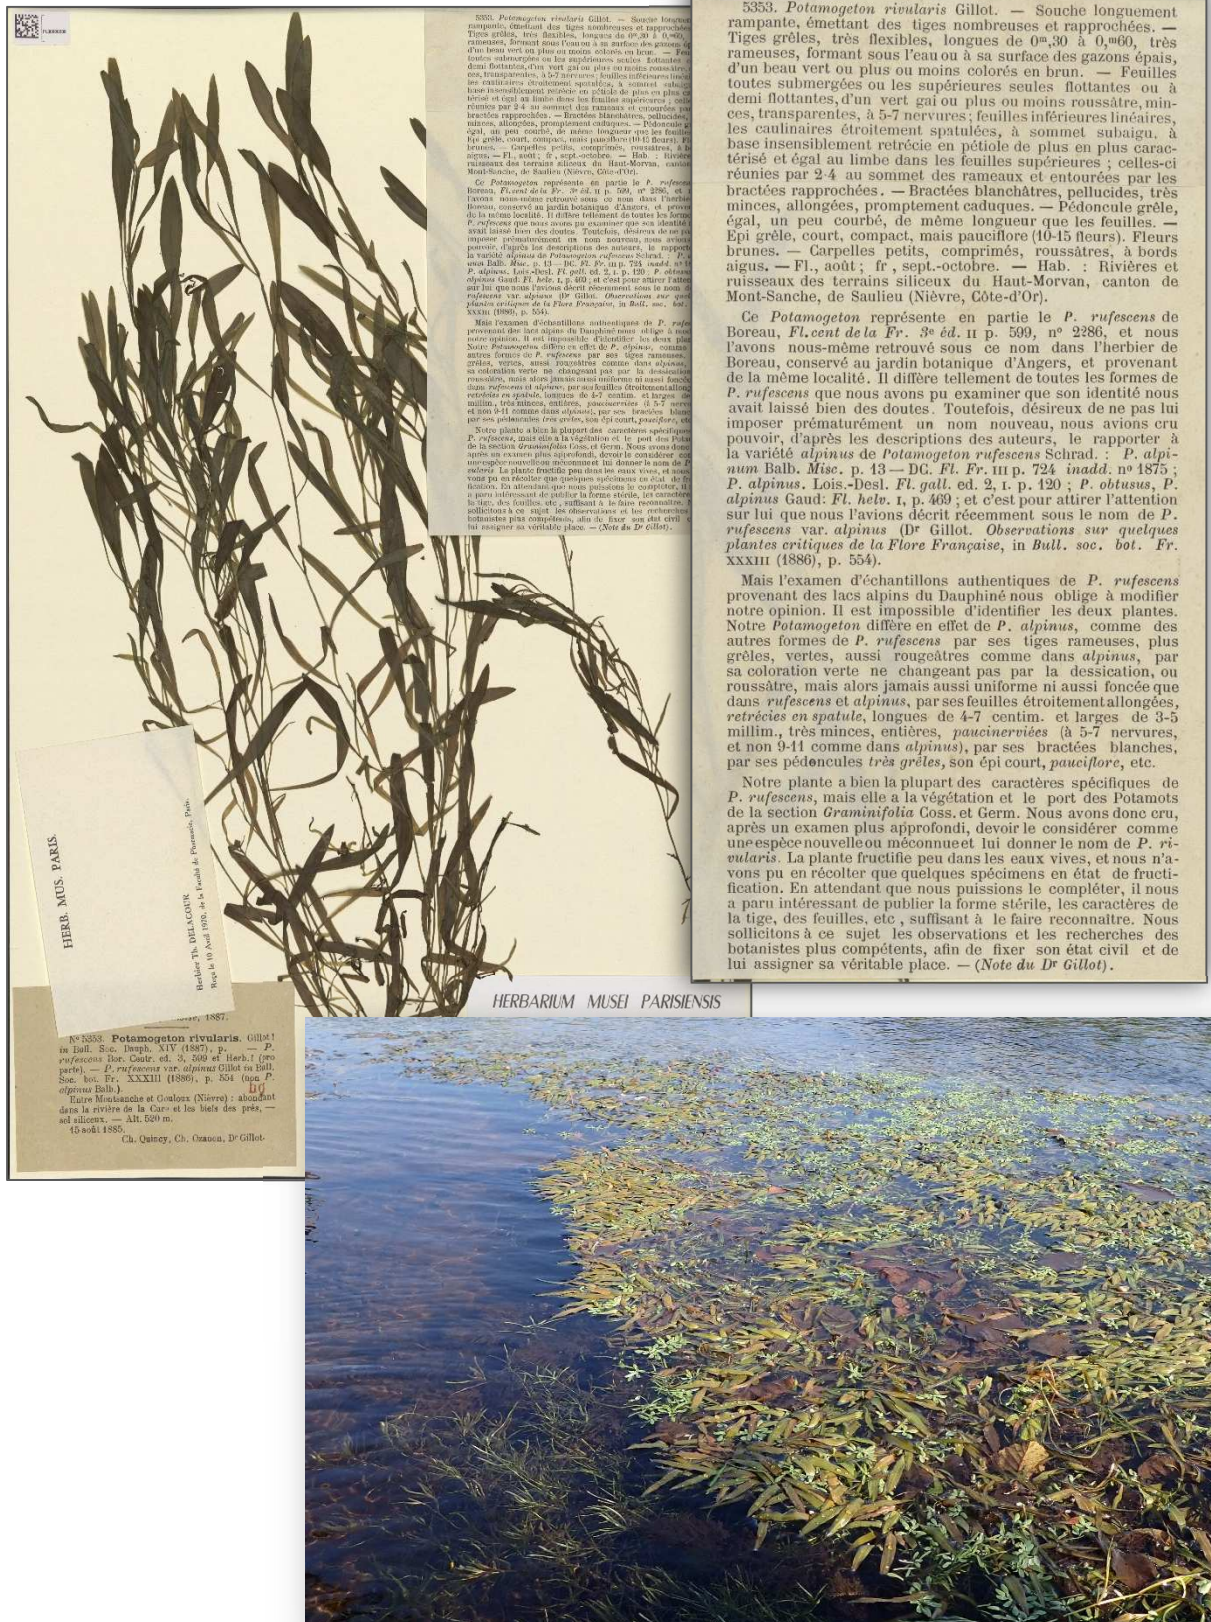 5353. Potamogeton rivularis Gillot. — Souche longuement
rampante, émettant des tiges nombreuses et rapprochées. —
Tiges grêles, très flexibles, longues de 0ᵐ,30 à 0,ᵐ60, très
rameuses, formant sous l'eau ou à sa surface des gazons épais,
d'un beau vert ou plus ou moins colorés en brun. — Feuilles
toutes submergées ou les supérieures seules flottantes ou à
demi flottantes, d'un vert gai ou plus ou moins roussâtre, min-
ces, transparentes, à 5-7 nervures; feuilles inférieures linéaires,
les caulinaires étroitement spatulées, à sommet subaigu, à
base insensiblement retrécie en pétiole de plus en plus carac-
térisé et égal au limbe dans les feuilles supérieures ; celles-ci
réunies par 2-4 au sommet des rameaux et entourées par les
bractées rapprochées. — Bractées blanchâtres, pellucides, très
minces, allongées, promptement caduques. — Pédoncule grêle,
égal, un peu courbé, de même longueur que les feuilles. —
Epi grêle, court, compact, mais pauciflore (10-15 fleurs). Fleurs
brunes. — Carpelles petits, comprimés, roussâtres, à bords
aigus. — Fl., août ; fr , sept.-octobre. — Hab. : Rivières et
ruisseaux des terrains siliceux du Haut-Morvan, canton de
Mont-Sanche, de Saulieu (Nièvre, Côte-d'Or).
Ce Potamogeton représente en partie le P. rufescens de
Boreau, Fl.cent de la Fr. 3ᵉ éd. II p. 599, nº 2286, et nous
l'avons nous-même retrouvé sous ce nom dans l'herbier de
Boreau, conservé au jardin botanique d'Angers, et provenant
de la même localité. Il diffère tellement de toutes les formes de
P. rufescens que nous avons pu examiner que son identité nous
avait laissé bien des doutes. Toutefois, désireux de ne pas lui
imposer prématurément un nom nouveau, nous avions cru
pouvoir, d'après les descriptions des auteurs, le rapporter à
la variété alpinus de Potamogeton rufescens Schrad. : P. alpi-
num Balb. Misc. p. 13 — DC. Fl. Fr. III p. 724 inadd. nº 1875 ;
P. alpinus. Lois.-Desl. Fl. gall. ed. 2, I. p. 120 ; P. obtusus, P.
alpinus Gaud: Fl. helv. I, p. 469 ; et c'est pour attirer l'attention
sur lui que nous l'avions décrit récemment sous le nom de P.
rufescens var. alpinus (Dʳ Gillot. Observations sur quelques
plantes critiques de la Flore Française, in Bull. soc. bot. Fr.
XXXIII (1886), p. 554).
Mais l'examen d'échantillons authentiques de P. rufescens
provenant des lacs alpins du Dauphiné nous oblige à modifier
notre opinion. Il est impossible d'identifier les deux plantes.
Notre Potamogeton diffère en effet de P. alpinus, comme des
autres formes de P. rufescens par ses tiges rameuses, plus
grêles, vertes, aussi rougeâtres comme dans alpinus, par
sa coloration verte ne changeant pas par la dessication, ou
roussâtre, mais alors jamais aussi uniforme ni aussi foncée que
dans rufescens et alpinus, par ses feuilles étroitement allongées,
retrécies en spatule, longues de 4-7 centim. et larges de 3-5
millim., très minces, entières, paucinerviées (à 5-7 nervures,
et non 9-11 comme dans alpinus), par ses bractées blanches,
par ses pédoncules très grêles, son épi court, pauciflore, etc.
Notre plante a bien la plupart des caractères spécifiques de
P. rufescens, mais elle a la végétation et le port des Potamots
de la section Graminifolia Coss. et Germ. Nous avons donc cru,
après un examen plus approfondi, devoir le considérer comme
une espèce nouvelle ou méconnue et lui donner le nom de P. ri-
vularis. La plante fructifie peu dans les eaux vives, et nous n'a-
vons pu en récolter que quelques spécimens en état de fructi-
fication. En attendant que nous puissions le compléter, il nous
a paru intéressant de publier la forme stérile, les caractères de
la tige, des feuilles, etc , suffisant à le faire reconnaître. Nous
sollicitons à ce sujet les observations et les recherches des
botanistes plus compétents, afin de fixer son état civil et de
lui assigner sa véritable place. — (Note du Dʳ Gillot).
HERB. MUS. PARIS.
Herbier Th. DELACOUR
Reçu le 10 Avril 1920, de la Faculté de Pharmacie, Paris.
HERBARIUM MUSEI PARISIENSIS
1887.
Nº 5353. Potamogeton rivularis. Gillot !
in Bull. Soc. Dauph. XIV (1887), p. — P.
rufescens Bor. Centr. ed. 3, 599 et Herb.! (pro
parte). — P. rufescens var. alpinus Gillot in Bull.
Soc. bot. Fr. XXXIII (1886), p. 554 (non P.
alpinus Balb.).
Entre Montsanche et Gouloux (Nièvre) : abondant
dans la rivière de la Cure et les biefs des prés, —
sol siliceux. — Alt. 520 m.
15 août 1885.
Ch. Quincy, Ch. Ozanon, Dʳ Gillot.